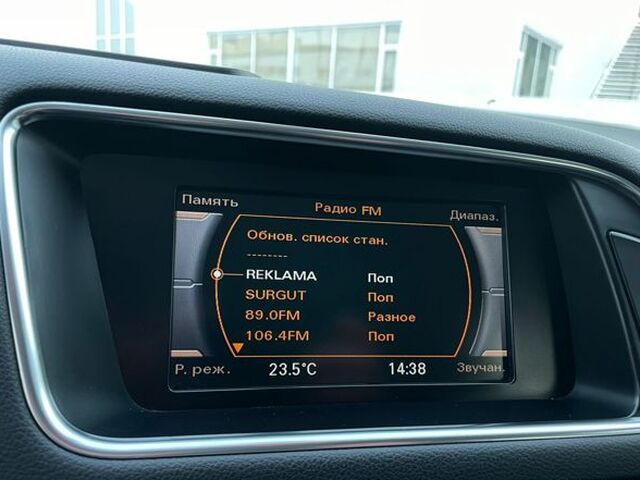 Память Радио FM Диапаз.
Обнов. список стан.
--------
REKLAMA Поп
SURGUT Поп
89.0FM Разное
106.4FM Поп
Р. реж. 23.5°C 14:38 Звучан.